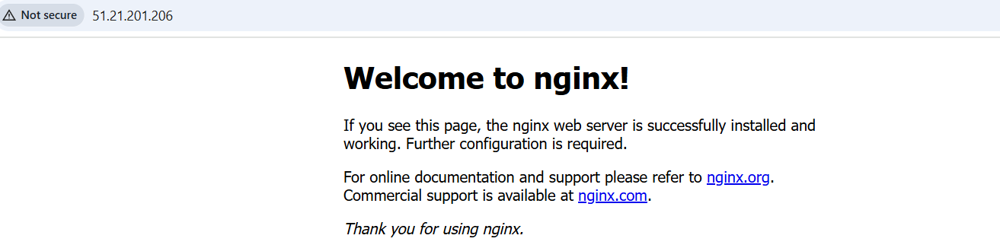 Not secure 51.21.201.206
Welcome to nginx!
If you see this page, the nginx web server is successfully installed and
working. Further configuration is required.
For online documentation and support please refer to nginx.org.
Commercial support is available at nginx.com.
Thank you for using nginx.